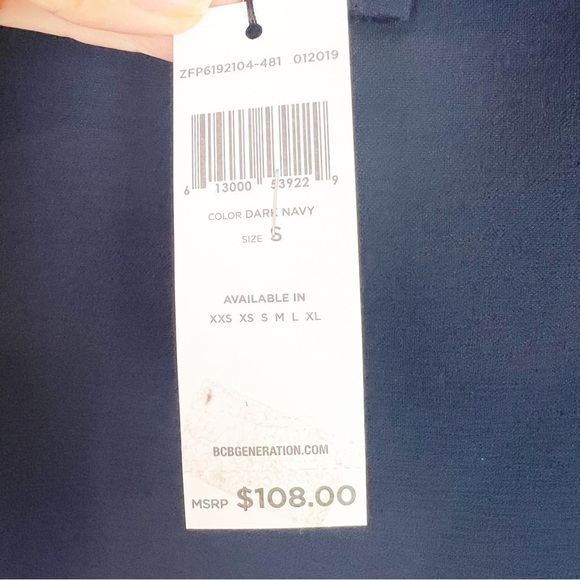 ZFP6192104-481 012019
6 13000 53922 9
COLOR DARK NAVY
SIZE S
AVAILABLE IN
XXS XS S M L XL
BCBGENERATION.COM
MSRP $108.00